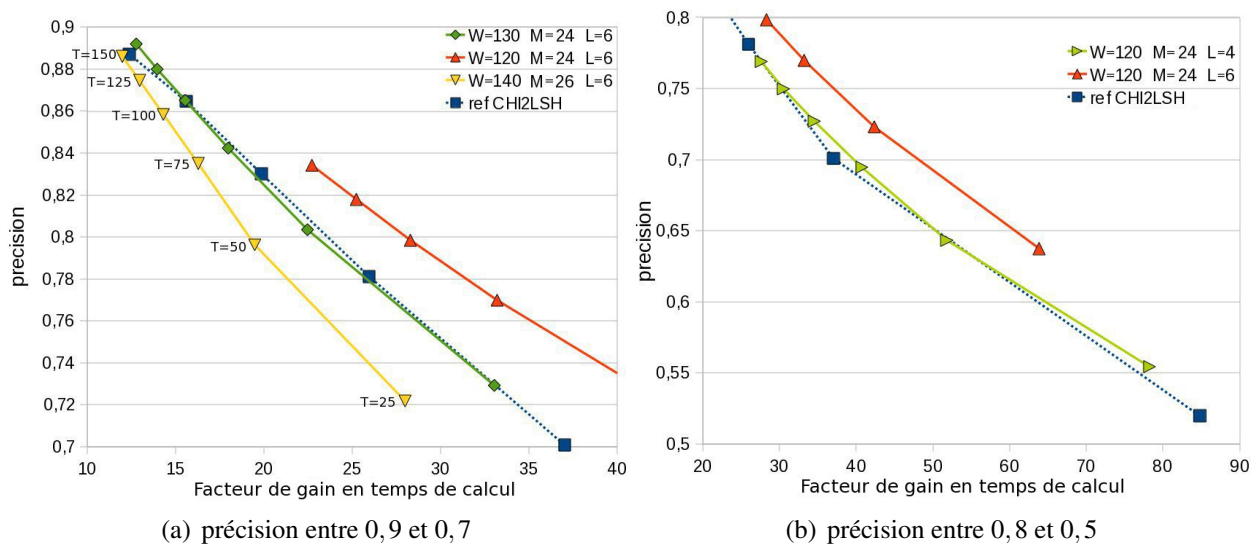 0,9
0,88
0,86
0,84
0,82
0,8
0,78
0,76
0,74
0,72
0,7
precision
10 15 20 25 30 35 40
Facteur de gain en temps de calcul
T=150
T=125
T=100
T=75
T=50
T=25
W=130 M=24 L=6
W=120 M=24 L=6
W=140 M=26 L=6
ref CHI2LSH
(a) précision entre 0,9 et 0,7
0,8
0,75
0,7
0,65
0,6
0,55
0,5
precision
20 30 40 50 60 70 80 90
Facteur de gain en temps de calcul
W=120 M=24 L=4
W=120 M=24 L=6
ref CHI2LSH
(b) précision entre 0,8 et 0,5